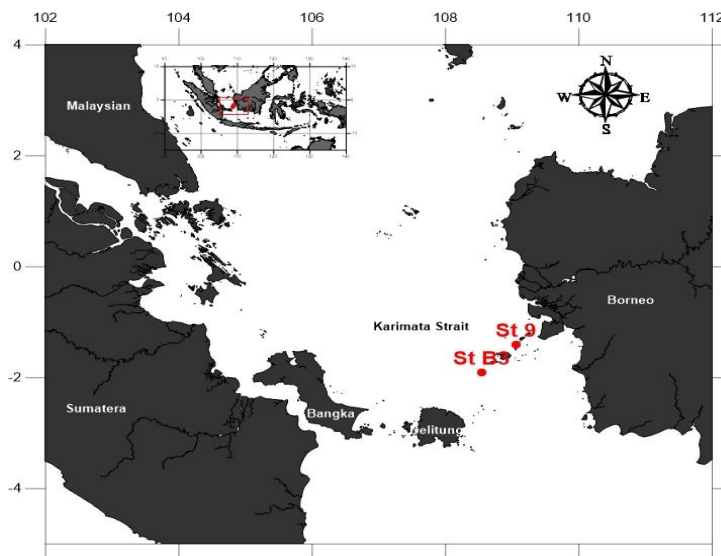 102 104 106 108 110 112
4
N
Malaysian
W E
S
2
0
Borneo
Karimata Strait
St 9
St B3
-2
Sumatera
Bangka
Belitung
-4